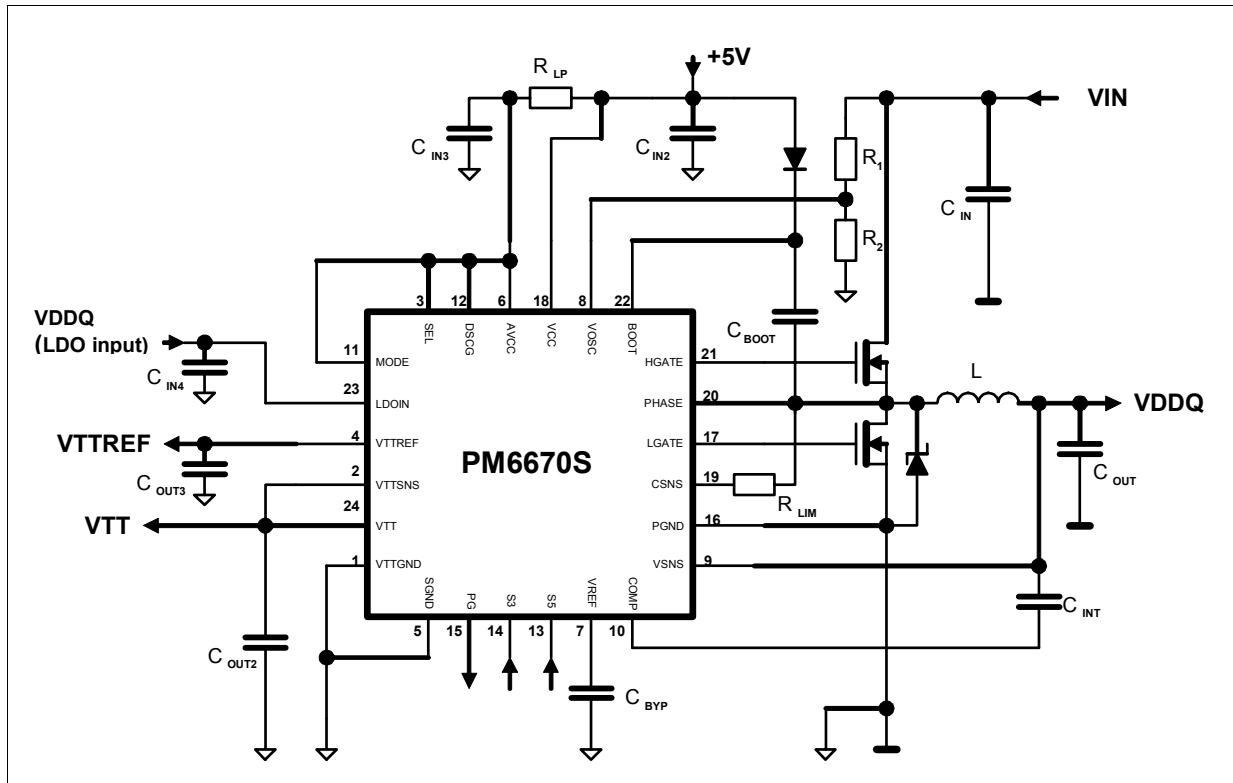 +5V
R LP
VIN
C IN3
C IN2
R 1
C IN
R 2
3 12 6 18 8 22
SEL DSCG AVCC VCC VOSC BOOT
VDDQ
(LDO input)
C BOOT
11 MODE
HGATE 21
C IN4
L
23 LDOIN
PHASE 20
VDDQ
VTTREF
4 VTTREF
LGATE 17
PM6670S
C OUT3
2 VTTSNS
CSNS 19
R LIM
C OUT
VTT
24 VTT
PGND 16
1 VTTGND
VSNS 9
SGND PG S3 S5 VREF COMP
5 15 14 13 7 10
C INT
C OUT2
C BYP